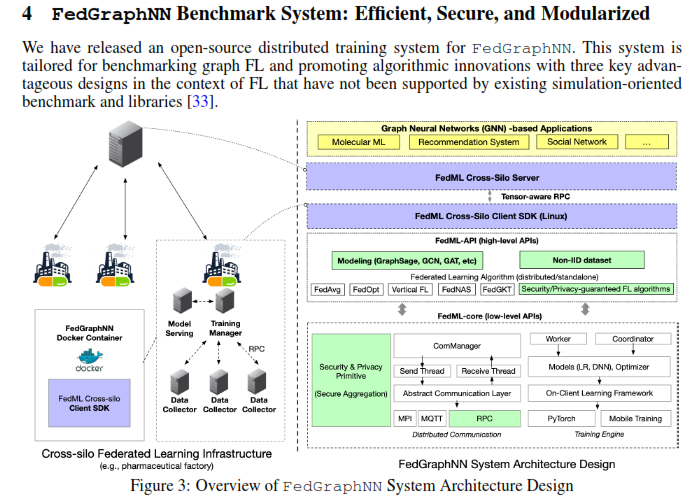 4 FedGraphNN Benchmark System: Efficient, Secure, and Modularized
We have released an open-source distributed training system for FedGraphNN. This system is
tailored for benchmarking graph FL and promoting algorithmic innovations with three key advan-
tageous designs in the context of FL that have not been supported by existing simulation-oriented
benchmark and libraries [33].
FedGraphNN
Docker Container
docker
FedML Cross-silo
Client SDK
Model
Serving
Training
Manager
RPC
Data
Collector
Data
Collector
Data
Collector
Cross-silo Federated Learning Infrastructure
(e.g., pharmaceutical factory)
Graph Neural Networks (GNN) -based Applications
Molecular ML
Recommendation System
Social Network
...
FedML Cross-Silo Server
Tensor-aware RPC
FedML Cross-Silo Client SDK (Linux)
FedML-API (high-level APIs)
Modeling (GraphSage, GCN, GAT, etc)
Non-IID dataset
Federated Learning Algorithm (distributed/standalone)
FedAvg
FedOpt
Vertical FL
FedNAS
FedGKT
Security/Privacy-guaranteed FL algorithms
FedML-core (low-level APIs)
Security & Privacy
Primitive
(Secure Aggregation)
ComManager
Send Thread
Receive Thread
Abstract Communication Layer
MPI
MQTT
RPC
Distributed Communication
Worker
Coordinator
Models (LR, DNN), Optimizer
On-Client Learning Framework
PyTorch
Mobile Training
Training Engine
FedGraphNN System Architecture Design
Figure 3: Overview of FedGraphNN System Architecture Design